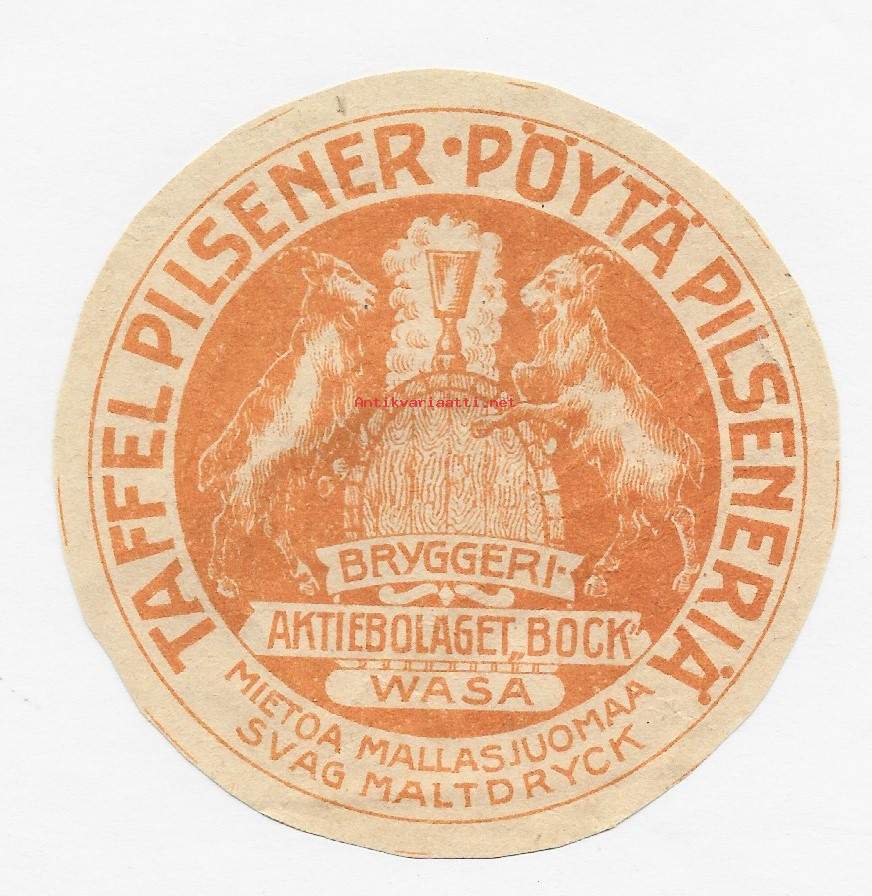 TAFFEL PILSENER · PÖYTÄ PILSENERIÄ
Antikvariaatti.net
BRYGGERI-
AKTIEBOLAGET „BOCK”
WASA
MIETOA MALLASJUOMAA
SVAG MALTDRYCK